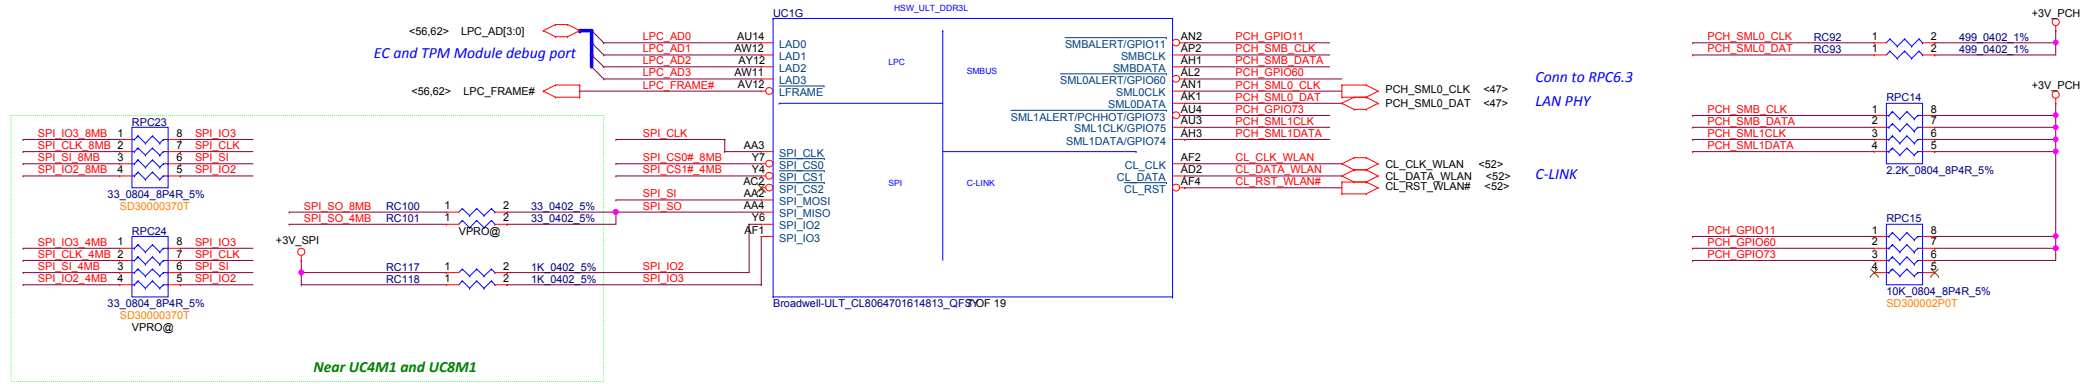 HSW_ULT_DDR3L
UC1G
<56,62> LPC_AD[3:0]
EC and TPM Module debug port
<56,62> LPC_FRAME#
LPC_AD0 AU14 LAD0
LPC_AD1 AW12 LAD1
LPC_AD2 AY12 LAD2
LPC_AD3 AW11 LAD3
LPC_FRAME# AV12 LFRAME
LPC
SMBUS
SPI
C-LINK
SPI_CLK AA3 SPI_CLK
SPI_CS0#_8MB Y7 SPI_CS0
SPI_CS1#_4MB Y4 SPI_CS1
AC2 SPI_CS2
SPI_SI AA2 SPI_MOSI
SPI_SO AA4 SPI_MISO
Y6 SPI_IO2
AF1 SPI_IO3
SMBALERT/GPIO11 AN2 PCH_GPIO11
SMBCLK AP2 PCH_SMB_CLK
SMBDATA AH1 PCH_SMB_DATA
SML0ALERT/GPIO60 AL2 PCH_GPIO60
SML0CLK AN1 PCH_SML0_CLK PCH_SML0_CLK <47>
SML0DATA AK1 PCH_SML0_DAT PCH_SML0_DAT <47>
SML1ALERT/PCHHOT/GPIO73 AU4 PCH_GPIO73
SML1CLK/GPIO75 AU3 PCH_SML1CLK
SML1DATA/GPIO74 AH3 PCH_SML1DATA
CL_CLK AF2 CL_CLK_WLAN CL_CLK_WLAN <52>
CL_DATA AD2 CL_DATA_WLAN CL_DATA_WLAN <52>
CL_RST AF4 CL_RST_WLAN# CL_RST_WLAN# <52>
Conn to RPC6.3
LAN PHY
C-LINK
Broadwell-ULT_CL8064701614813_QFSY
7 OF 19
RPC23
SPI_IO3_8MB 1 8 SPI_IO3
SPI_CLK_8MB 2 7 SPI_CLK
SPI_SI_8MB 3 6 SPI_SI
SPI_IO2_8MB 4 5 SPI_IO2
33_0804_8P4R_5%
SD30000370T
SPI_SO_8MB RC100 1 2 33_0402_5%
SPI_SO_4MB RC101 1 2 33_0402_5%
VPRO@
RPC24
SPI_IO3_4MB 1 8 SPI_IO3
SPI_CLK_4MB 2 7 SPI_CLK
SPI_SI_4MB 3 6 SPI_SI
SPI_IO2_4MB 4 5 SPI_IO2
33_0804_8P4R_5%
SD30000370T
VPRO@
+3V_SPI
RC117 1 2 1K_0402_5% SPI_IO2
RC118 1 2 1K_0402_5% SPI_IO3
Near UC4M1 and UC8M1
+3V_PCH
PCH_SML0_CLK RC92 1 2 499_0402_1%
PCH_SML0_DAT RC93 1 2 499_0402_1%
+3V_PCH
RPC14
PCH_SMB_CLK 1 8
PCH_SMB_DATA 2 7
PCH_SML1CLK 3 6
PCH_SML1DATA 4 5
2.2K_0804_8P4R_5%
RPC15
PCH_GPIO11 1 8
PCH_GPIO60 2 7
PCH_GPIO73 3 6
4 5
10K_0804_8P4R_5%
SD300002P0T